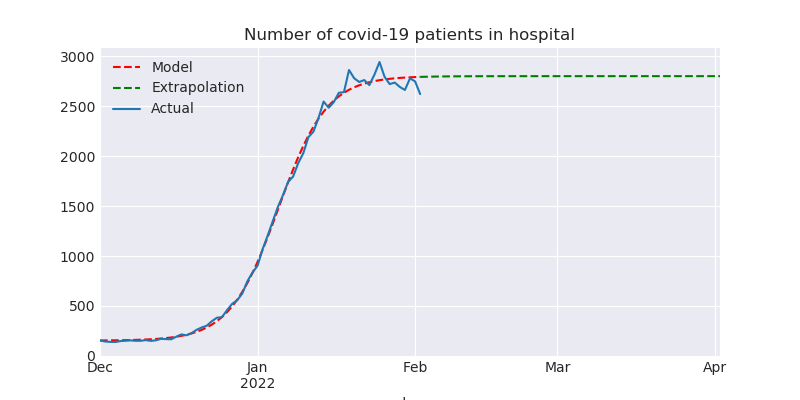 Number of covid-19 patients in hospital
3000
2500
2000
1500
1000
500
0
Model
Extrapolation
Actual
Dec
Jan
2022
Feb
Mar
Apr